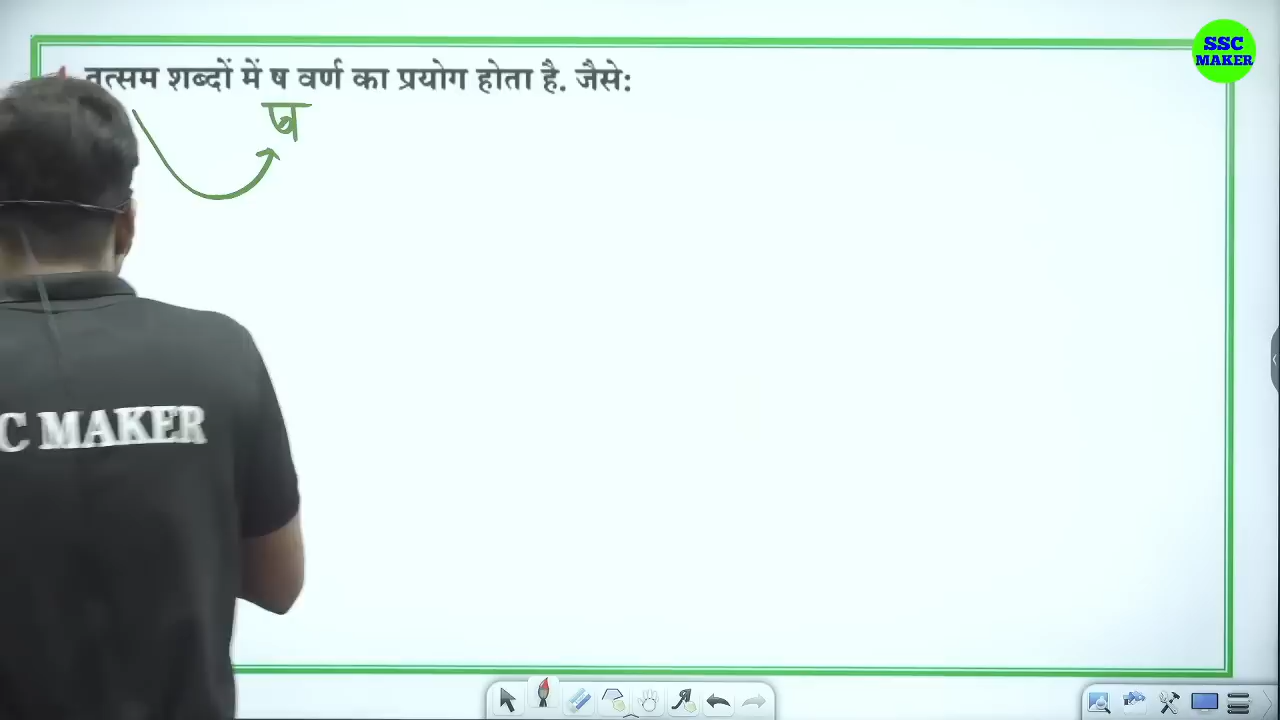 SSC
MAKER
तत्सम शब्दों में ष वर्ण का प्रयोग होता है. जैसे:
ष
C MAKER